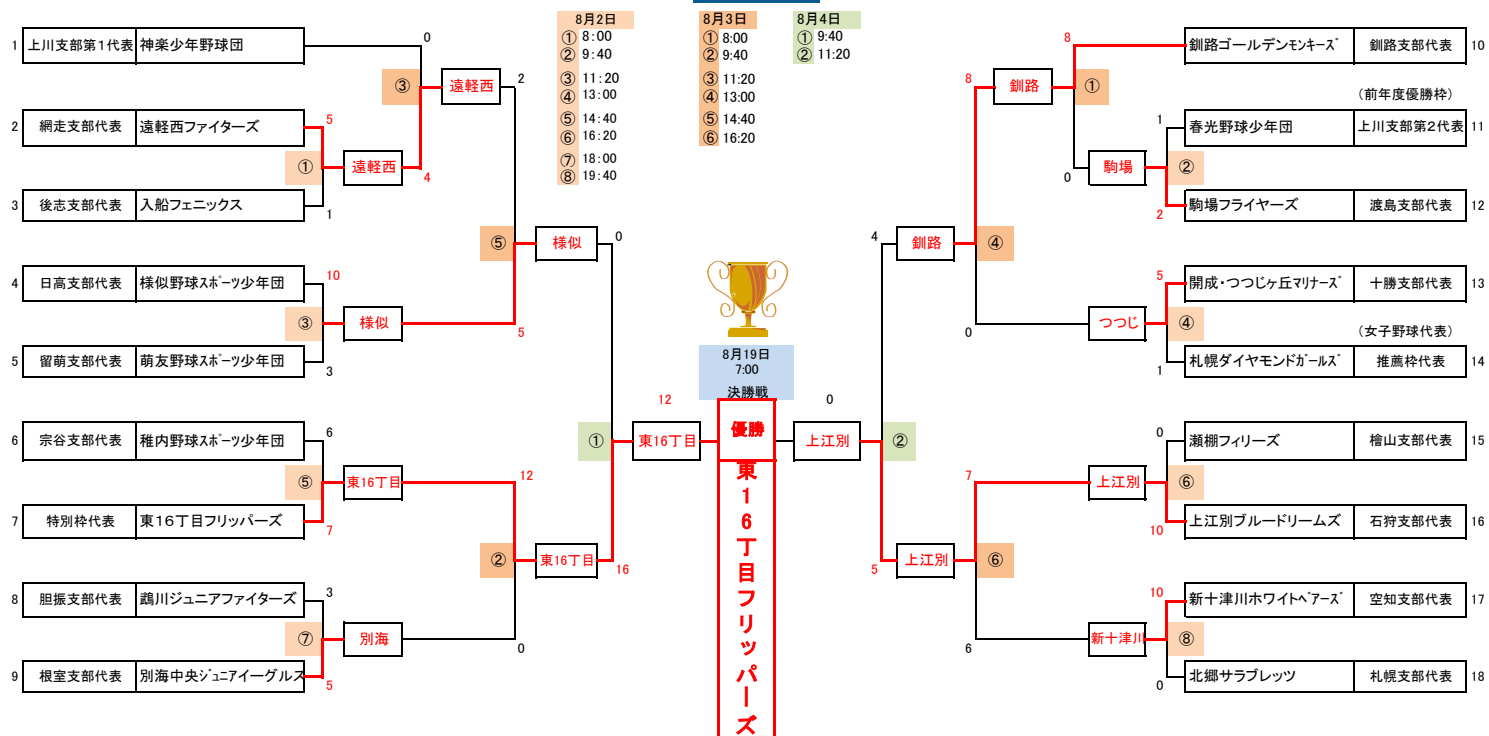 8月2日
① 8:00
② 9:40
③ 11:20
④ 13:00
⑤ 14:40
⑥ 16:20
⑦ 18:00
⑧ 19:40
8月3日
① 8:00
② 9:40
③ 11:20
④ 13:00
⑤ 14:40
⑥ 16:20
8月4日
① 9:40
② 11:20
1 上川支部第1代表 神楽少年野球団
0
③ 遠軽西 2
2 網走支部代表 遠軽西ファイターズ
5
① 遠軽西 4
3 後志支部代表 入船フェニックス
1
⑤ 様似 0
4 日高支部代表 様似野球スポーツ少年団
10
③ 様似 5
5 留萌支部代表 萌友野球スポーツ少年団
3
① 東16丁目 12
6 宗谷支部代表 稚内野球スポーツ少年団
6
⑤ 東16丁目 12
7 特別枠代表 東16丁目フリッパーズ
7
② 東16丁目 16
8 胆振支部代表 鵡川ジュニアファイターズ
3
⑦ 別海 0
9 根室支部代表 別海中央ジュニアイーグルス
5
8月19日
7:00
決勝戦
優勝
東16丁目フリッパーズ
8
釧路ゴールデンモンキーズ 釧路支部代表 10
8 釧路 ①
(前年度優勝枠)
1
春光野球少年団 上川支部第2代表 11
0 駒場 ②
2
駒場フライヤーズ 渡島支部代表 12
4 釧路 ④
5
開成・つつじヶ丘マリナーズ 十勝支部代表 13
0 つつじ ④
(女子野球代表)
1
札幌ダイヤモンドガールズ 推薦枠代表 14
0 上江別 ②
0
瀬棚フィリーズ 檜山支部代表 15
7 上江別 ⑥
10
上江別ブルードリームズ 石狩支部代表 16
5 上江別 ⑥
10
新十津川ホワイトベアーズ 空知支部代表 17
6 新十津川 ⑧
0
北郷サラブレッツ 札幌支部代表 18